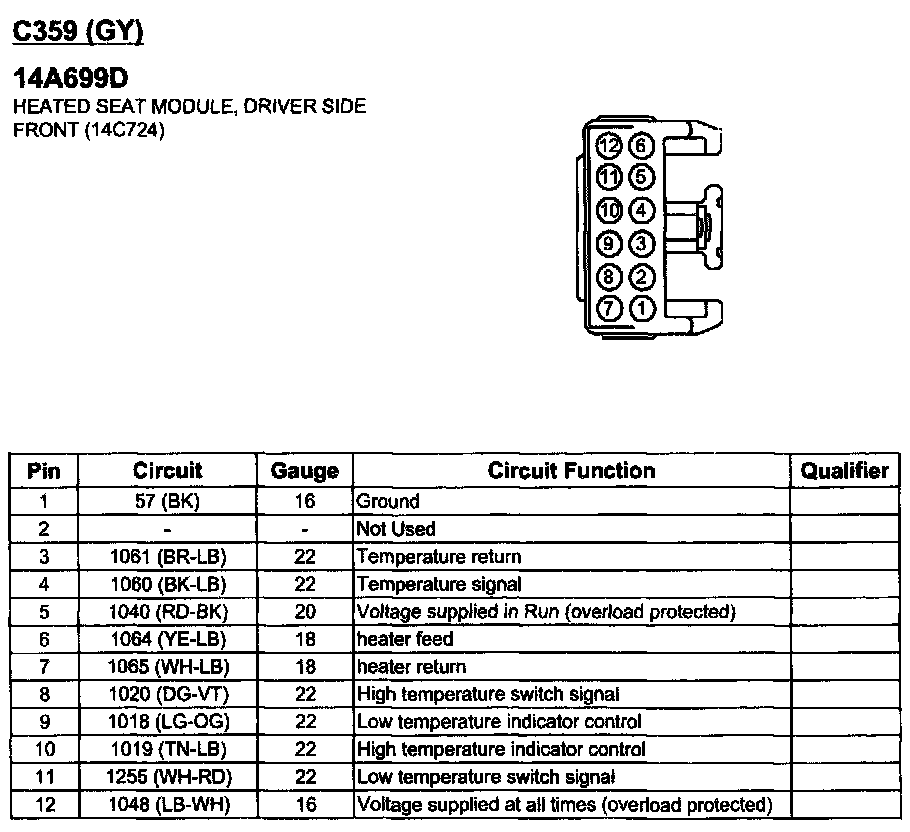 C359 (GY)
14A699D
HEATED SEAT MODULE, DRIVER SIDE
FRONT (14C724)
12 6
11 5
10 4
9 3
8 2
7 1
Pin Circuit Gauge Circuit Function Qualifier
1 57 (BK) 16 Ground
2 - - Not Used
3 1061 (BR-LB) 22 Temperature return
4 1060 (BK-LB) 22 Temperature signal
5 1040 (RD-BK) 20 Voltage supplied in Run (overload protected)
6 1064 (YE-LB) 18 heater feed
7 1065 (WH-LB) 18 heater return
8 1020 (DG-VT) 22 High temperature switch signal
9 1018 (LG-OG) 22 Low temperature indicator control
10 1019 (TN-LB) 22 High temperature indicator control
11 1255 (WH-RD) 22 Low temperature switch signal
12 1048 (LB-WH) 16 Voltage supplied at all times (overload protected)